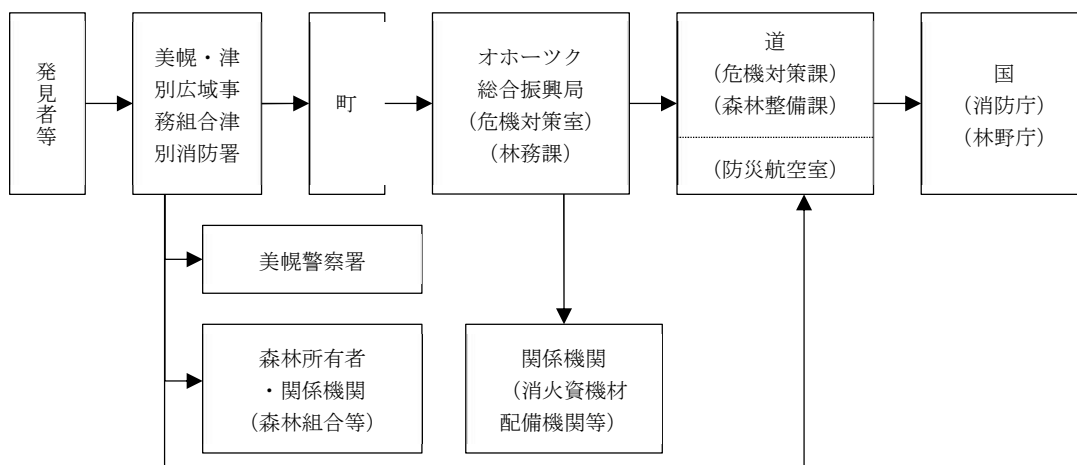 発見者等
美幌・津
別広域事
務組合津
別消防署
町
オホーツク
総合振興局
(危機対策室)
(林務課)
道
(危機対策課)
(森林整備課)
(防災航空室)
国
(消防庁)
(林野庁)
美幌警察署
森林所有者
・関係機関
(森林組合等)
関係機関
(消火資機材
配備機関等)